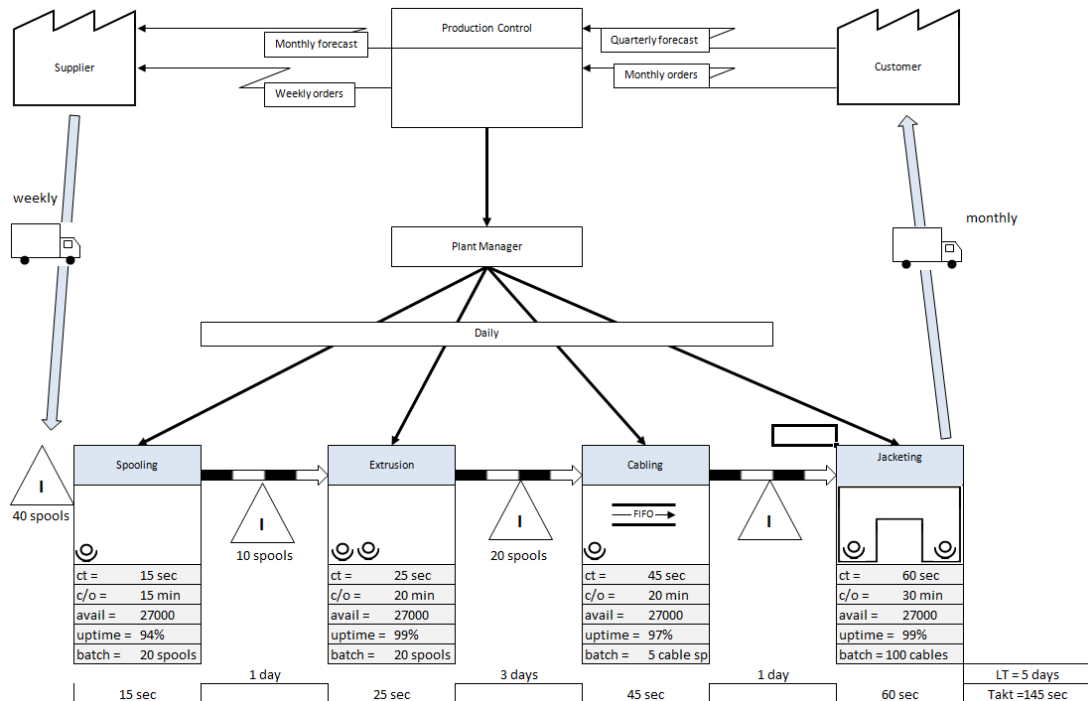 Production Control
Monthly forecast
Quarterly forecast
Supplier
Customer
Monthly orders
Weekly orders
weekly
monthly
Plant Manager
Daily
Spooling
Extrusion
Cabling
Jacketing
I
40 spools
I
10 spools
I
20 spools
FIFO
I
ct = 15 sec
c/o = 15 min
avail = 27000
uptime = 94%
batch = 20 spools
ct = 25 sec
c/o = 20 min
avail = 27000
uptime = 99%
batch = 20 spools
ct = 45 sec
c/o = 20 min
avail = 27000
uptime = 97%
batch = 5 cable sp
ct = 60 sec
c/o = 30 min
avail = 27000
uptime = 99%
batch = 100 cables
1 day
3 days
1 day
LT = 5 days
15 sec
25 sec
45 sec
60 sec
Takt =145 sec